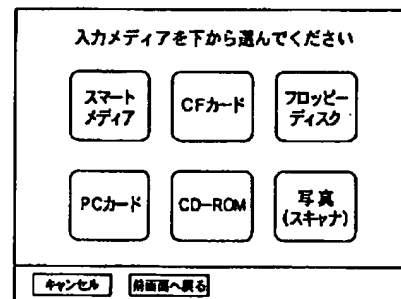 入力メディアを下から選んでください
スマート
メディア
CFカード
フロッピー
ディスク
PCカード
CD-ROM
写真
(スキャナ)
キャンセル
前画面へ戻る